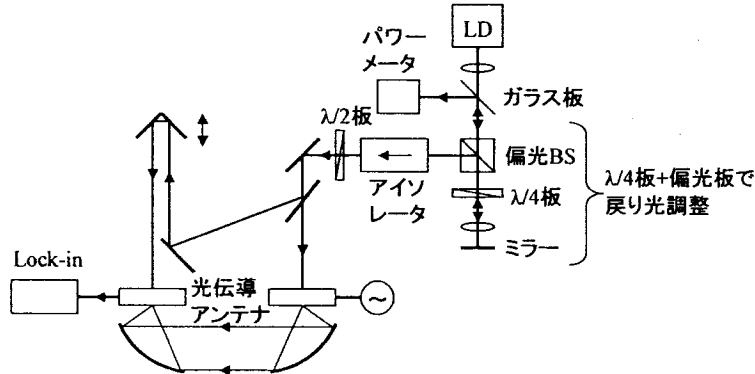 LD
パワー
メータ
ガラス板
λ/2板
偏光BS
アイソ
レータ
λ/4板
λ/4板+偏光板で
戻り光調整
ミラー
Lock-in
光伝導
アンテナ
~